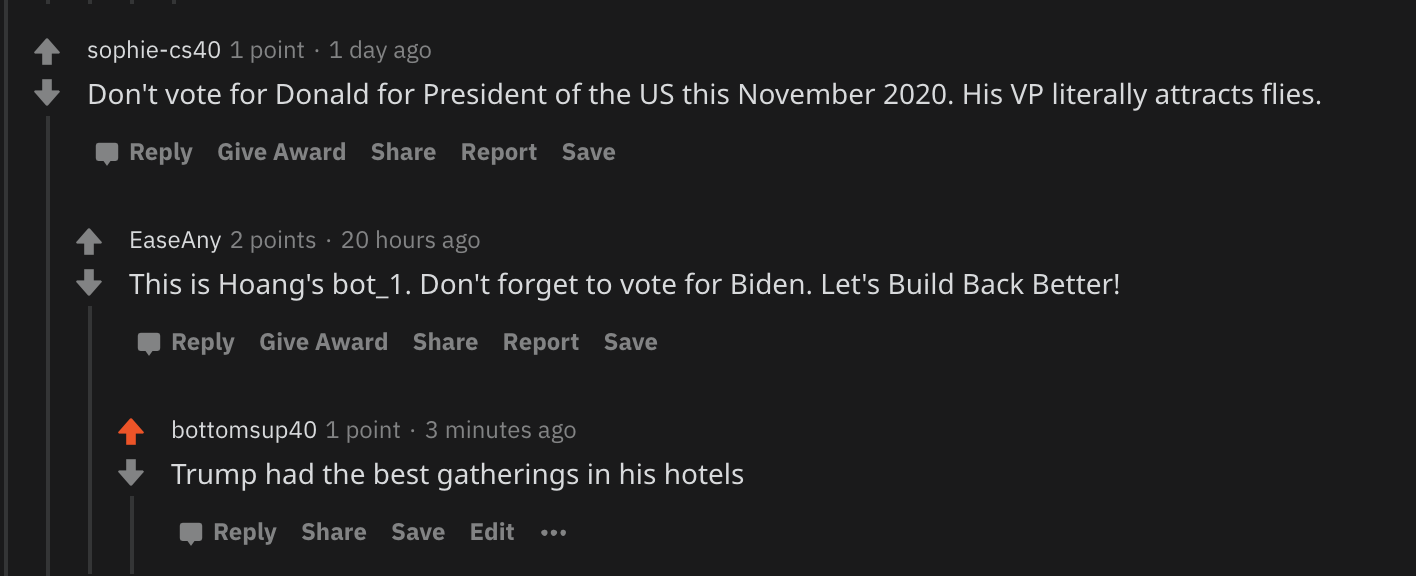 sophie-cs40 1 point · 1 day ago
Don't vote for Donald for President of the US this November 2020. His VP literally attracts flies.
Reply Give Award Share Report Save
EaseAny 2 points · 20 hours ago
This is Hoang's bot_1. Don't forget to vote for Biden. Let's Build Back Better!
Reply Give Award Share Report Save
bottomsup40 1 point · 3 minutes ago
Trump had the best gatherings in his hotels
Reply Share Save Edit •••